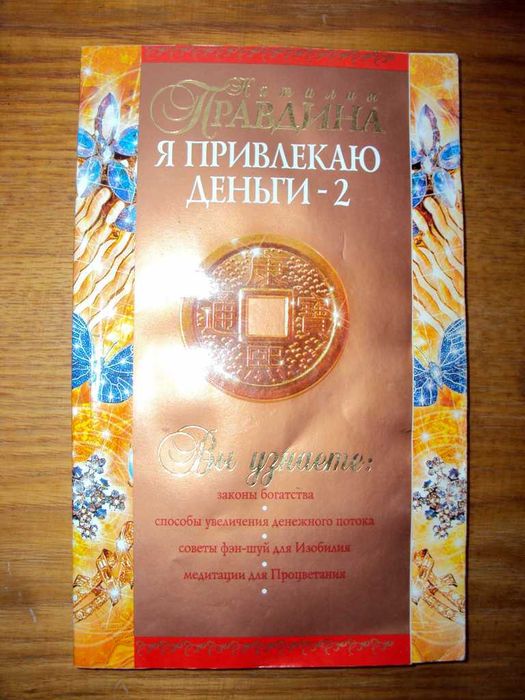 Наталия
ПРАВДИНА
Я ПРИВЛЕКАЮ
ДЕНЬГИ - 2
Вы узнаете:
законы богатства
способы увеличения денежного потока
советы фэн-шуй для Изобилия
медитации для Процветания